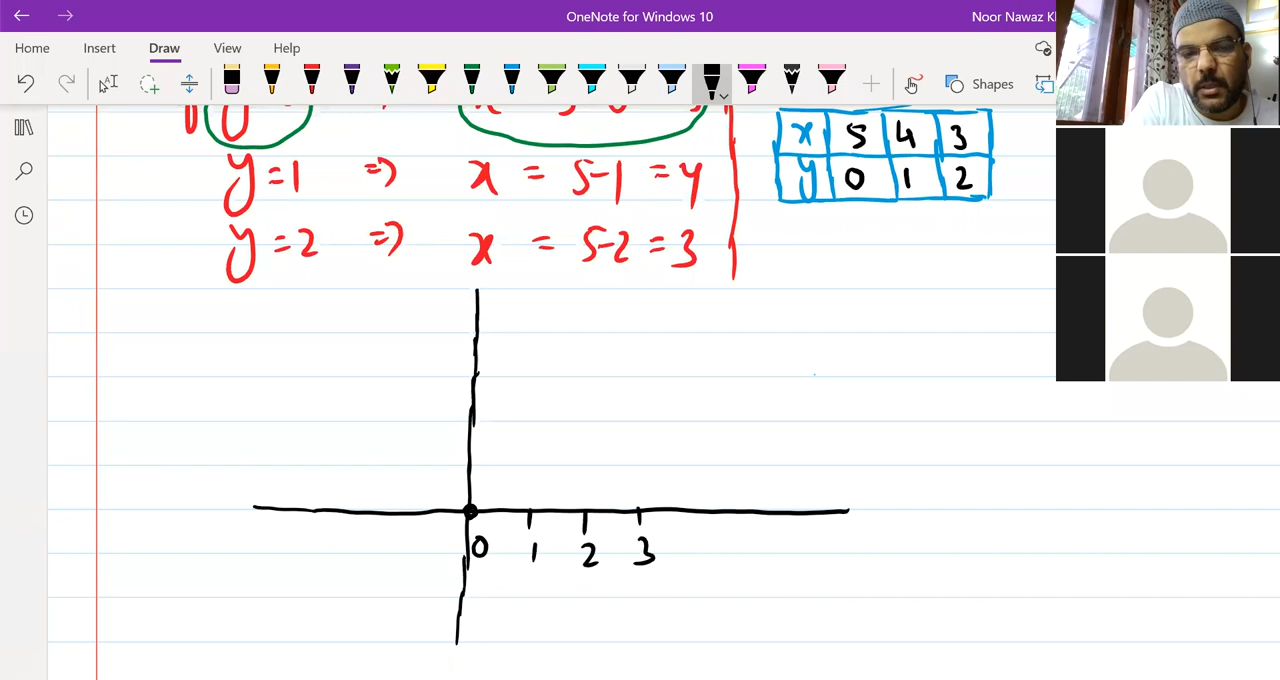 OneNote for Windows 10
Noor Nawaz K
Home Insert Draw View Help
Shapes
y=1 ⇒ x = 5-1 = 4
y=2 ⇒ x = 5-2 = 3
x 5 4 3
y 0 1 2
0 1 2 3